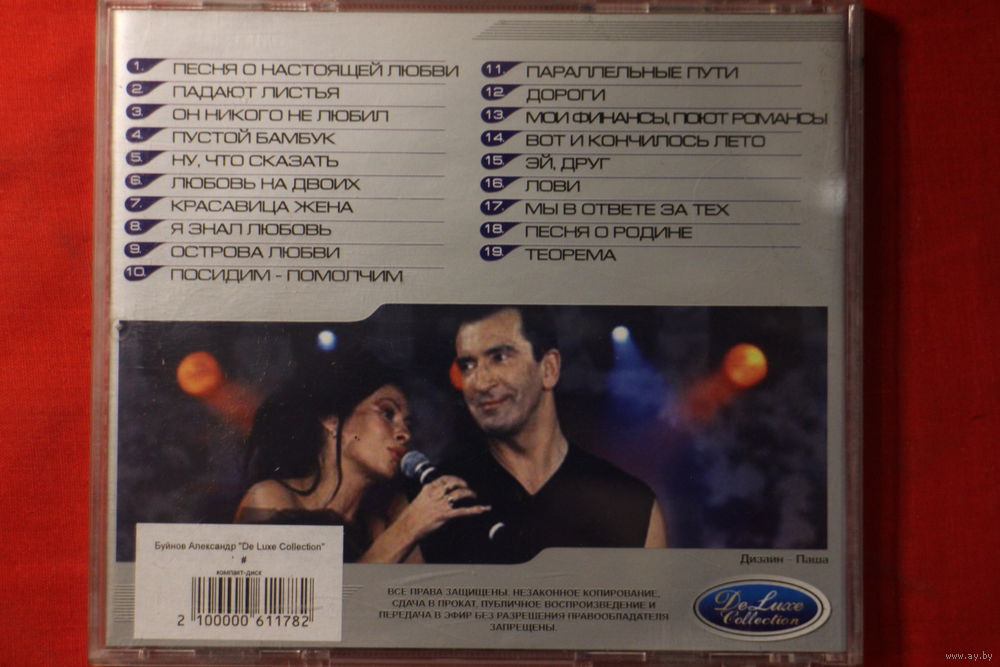 1. ПЕСНЯ О НАСТОЯЩЕЙ ЛЮБВИ
2. ПАДАЮТ ЛИСТЬЯ
3. ОН НИКОГО НЕ ЛЮБИЛ
4. ПУСТОЙ БАМБУК
5. НУ, ЧТО СКАЗАТЬ
6. ЛЮБОВЬ НА ДВОИХ
7. КРАСАВИЦА ЖЕНА
8. Я ЗНАЛ ЛЮБОВЬ
9. ОСТРОВА ЛЮБВИ
10. ПОСИДИМ - ПОМОЛЧИМ
11. ПАРАЛЛЕЛЬНЫЕ ПУТИ
12. ДОРОГИ
13. МОИ ФИНАНСЫ, ПОЮТ РОМАНСЫ
14. ВОТ И КОНЧИЛОСЬ ЛЕТО
15. ЭЙ, ДРУГ
16. ЛОВИ
17. МЫ В ОТВЕТЕ ЗА ТЕХ
18. ПЕСНЯ О РОДИНЕ
19. ТЕОРЕМА
Буйнов Александр "De Luxe Collection"
#
компакт-диск
2 100000 611782
Дизайн - Паша
ВСЕ ПРАВА ЗАЩИЩЕНЫ. НЕЗАКОННОЕ КОПИРОВАНИЕ,
СДАЧА В ПРОКАТ, ПУБЛИЧНОЕ ВОСПРОИЗВЕДЕНИЕ И
ПЕРЕДАЧА В ЭФИР БЕЗ РАЗРЕШЕНИЯ ПРАВООБЛАДАТЕЛЯ
ЗАПРЕЩЕНЫ.
De Luxe
Collection
www.ay.by